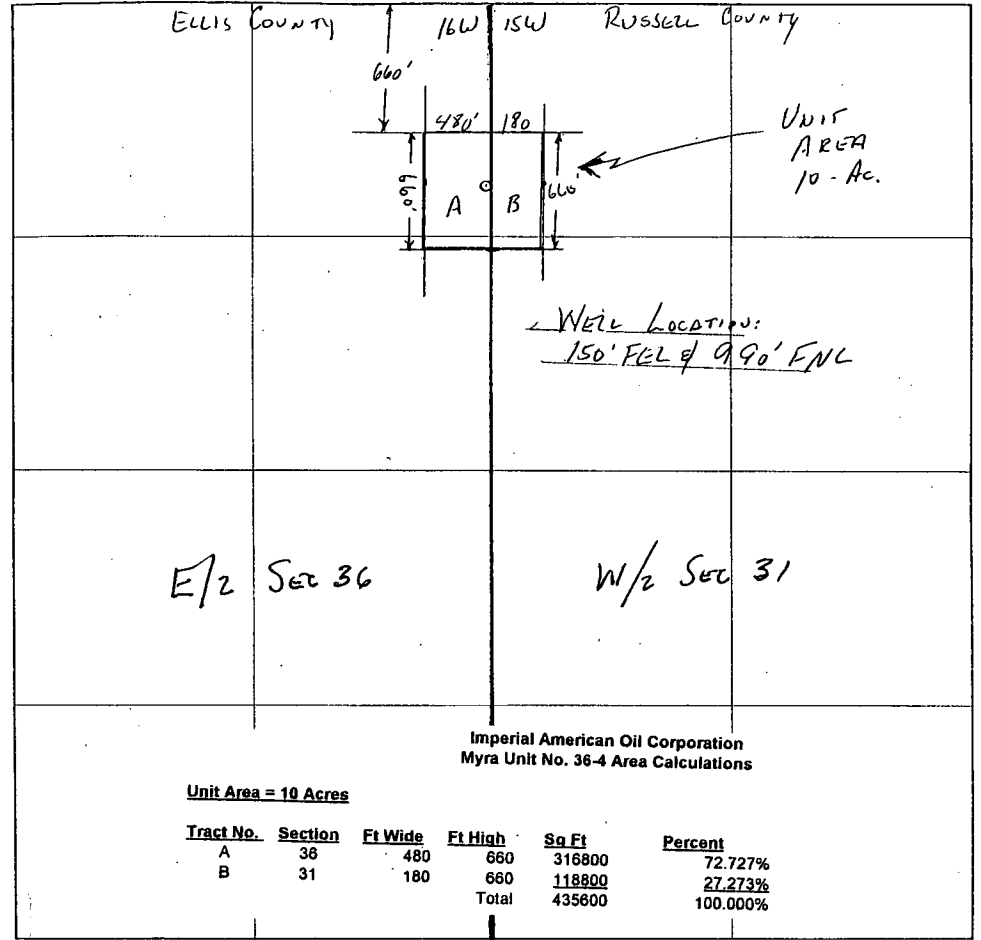 ELLIS COUNTY 16W 15W RUSSELL COUNTY
660'
480' 180
UNIT
AREA
10-Ac.
660' A B 660'
WELL LOCATION:
150' FEL & 990' FNL
E/2 SEC 36 W/2 SEC 31
Imperial American Oil Corporation
Myra Unit No. 36-4 Area Calculations
Unit Area = 10 Acres
Tract No. Section Ft Wide Ft High Sq Ft Percent
A 36 480 660 316800 72.727%
B 31 180 660 118800 27.273%
Total 435600 100.000%